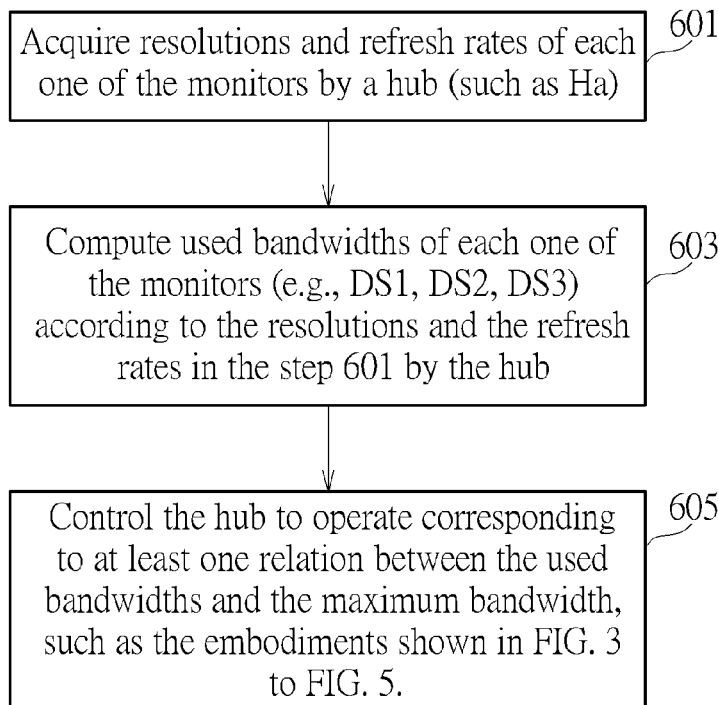 Acquire resolutions and refresh rates of each
one of the monitors by a hub (such as Ha)
601
Compute used bandwidths of each one of
the monitors (e.g., DS1, DS2, DS3)
according to the resolutions and the refresh
rates in the step 601 by the hub
603
Control the hub to operate corresponding
to at least one relation between the used
bandwidths and the maximum bandwidth,
such as the embodiments shown in FIG. 3
to FIG. 5.
605